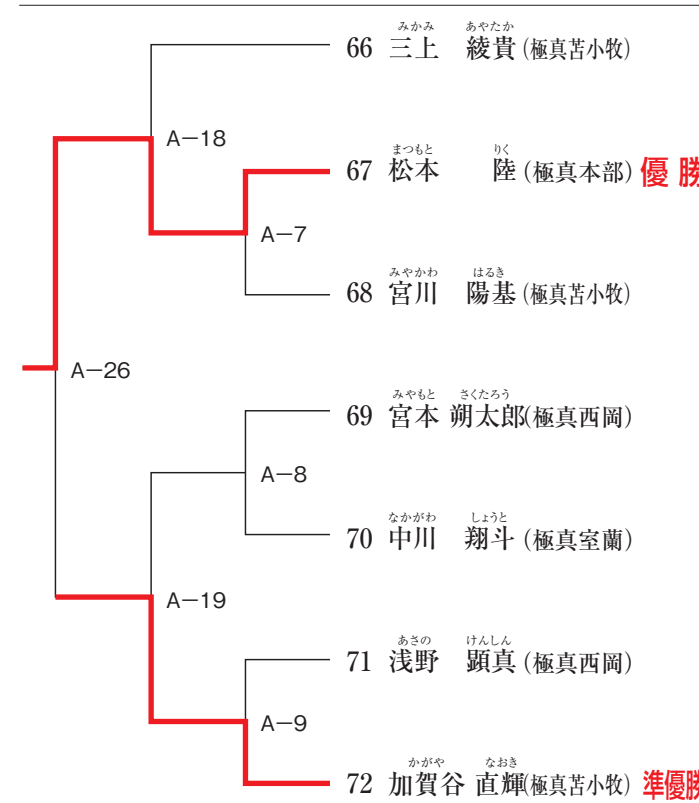 みかみ あやたか
66 三上 綾貴 (極真苫小牧)
A-18
まつもと りく
67 松本 陸 (極真本部) 優勝
A-7
みやかわ はるき
68 宮川 陽基 (極真苫小牧)
A-26
みやもと さくたろう
69 宮本 朔太郎 (極真西岡)
A-8
なかがわ しょうと
70 中川 翔斗 (極真室蘭)
A-19
あさの けんしん
71 浅野 顕真 (極真西岡)
A-9
かがや なおき
72 加賀谷 直輝 (極真苫小牧) 準優勝